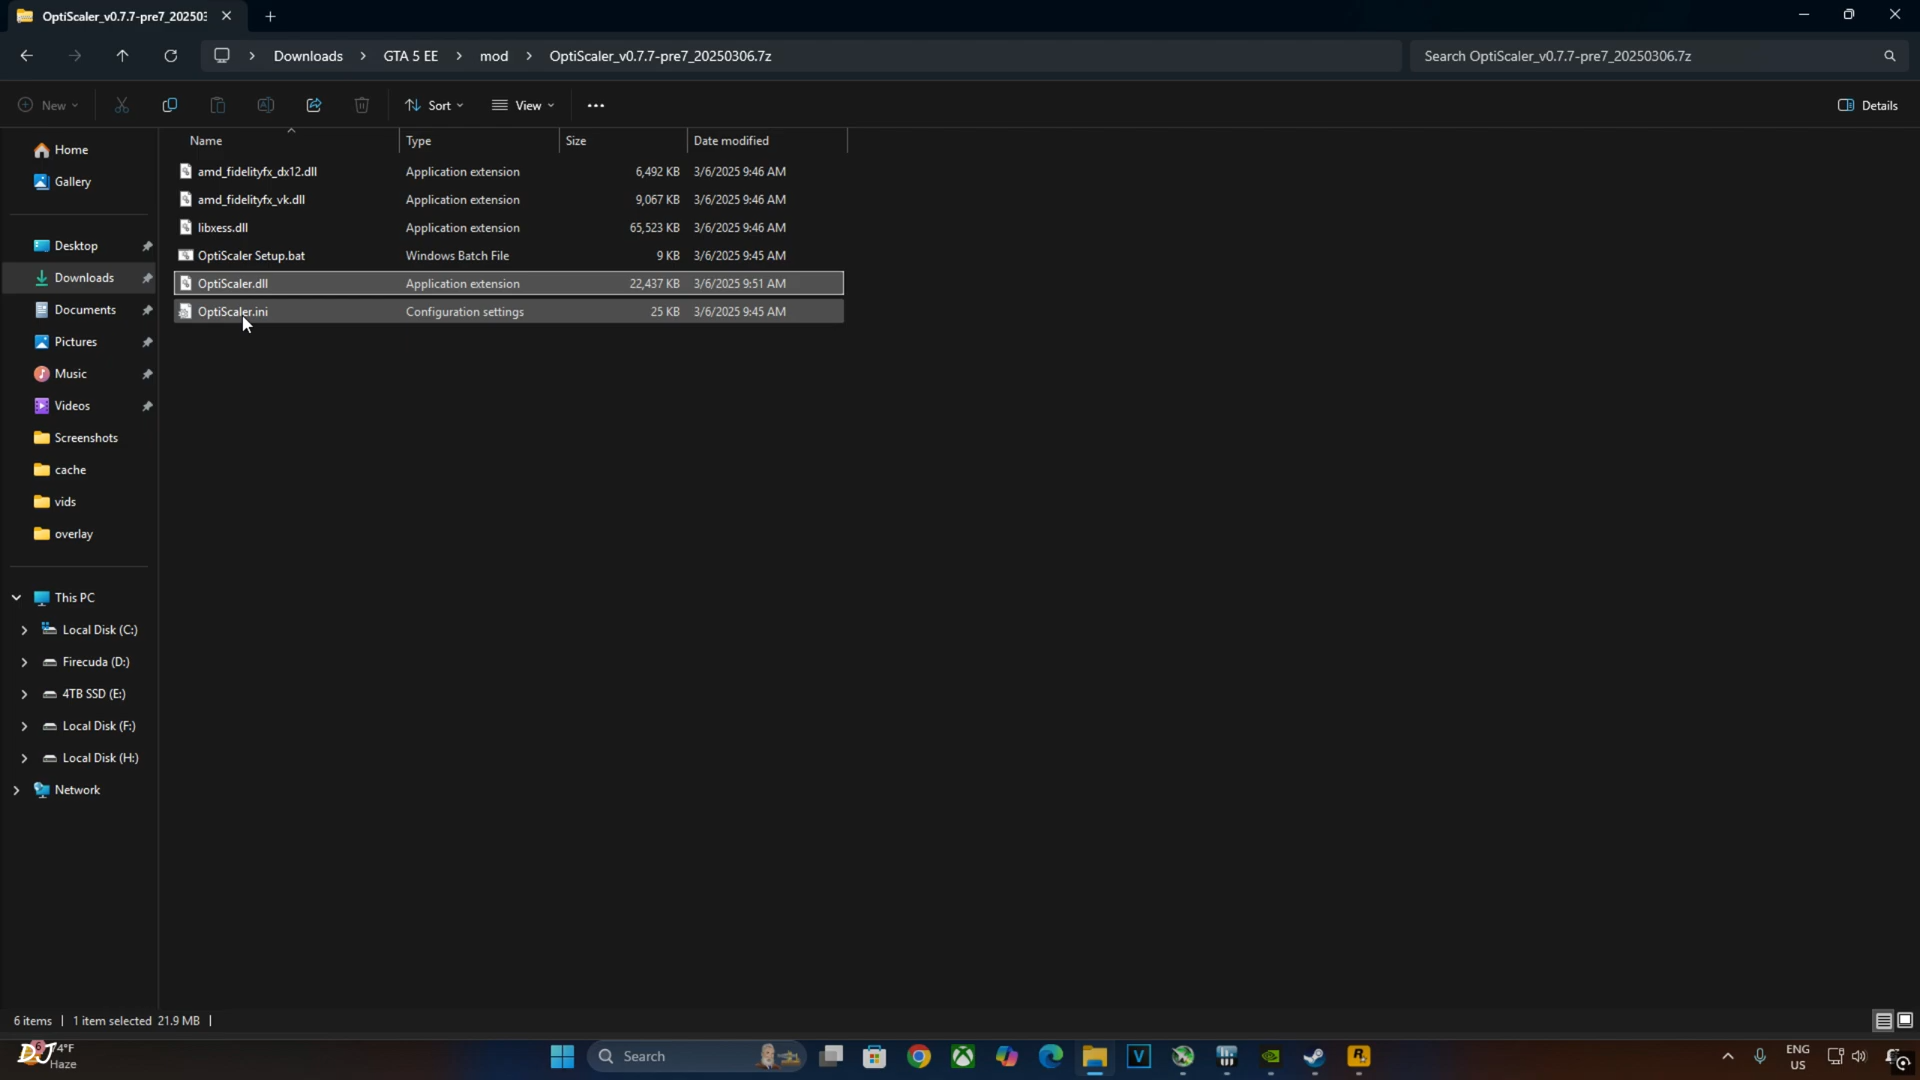 OptiScaler_v0.7.7-pre7_20250
Downloads GTA 5 EE mod OptiScaler_v0.7.7-pre7_20250306.7z
Search OptiScaler_v0.7.7-pre7_20250306.7z
New Sort View Details
Name Type Size Date modified
amd_fidelityfx_dx12.dll Application extension 6,492 KB 3/6/2025 9:46 AM
amd_fidelityfx_vk.dll Application extension 9,067 KB 3/6/2025 9:46 AM
libxess.dll Application extension 65,523 KB 3/6/2025 9:46 AM
OptiScaler Setup.bat Windows Batch File 9 KB 3/6/2025 9:45 AM
OptiScaler.dll Application extension 22,437 KB 3/6/2025 9:51 AM
OptiScaler.ini Configuration settings 25 KB 3/6/2025 9:45 AM
Home
Gallery
Desktop
Downloads
Documents
Pictures
Music
Videos
Screenshots
cache
vids
overlay
This PC
Local Disk (C:)
Firecuda (D:)
4TB SSD (E:)
Local Disk (F:)
Local Disk (H:)
Network
6 items 1 item selected 21.9 MB
DJ
4°F
Haze
Search
V
R
ENG
US